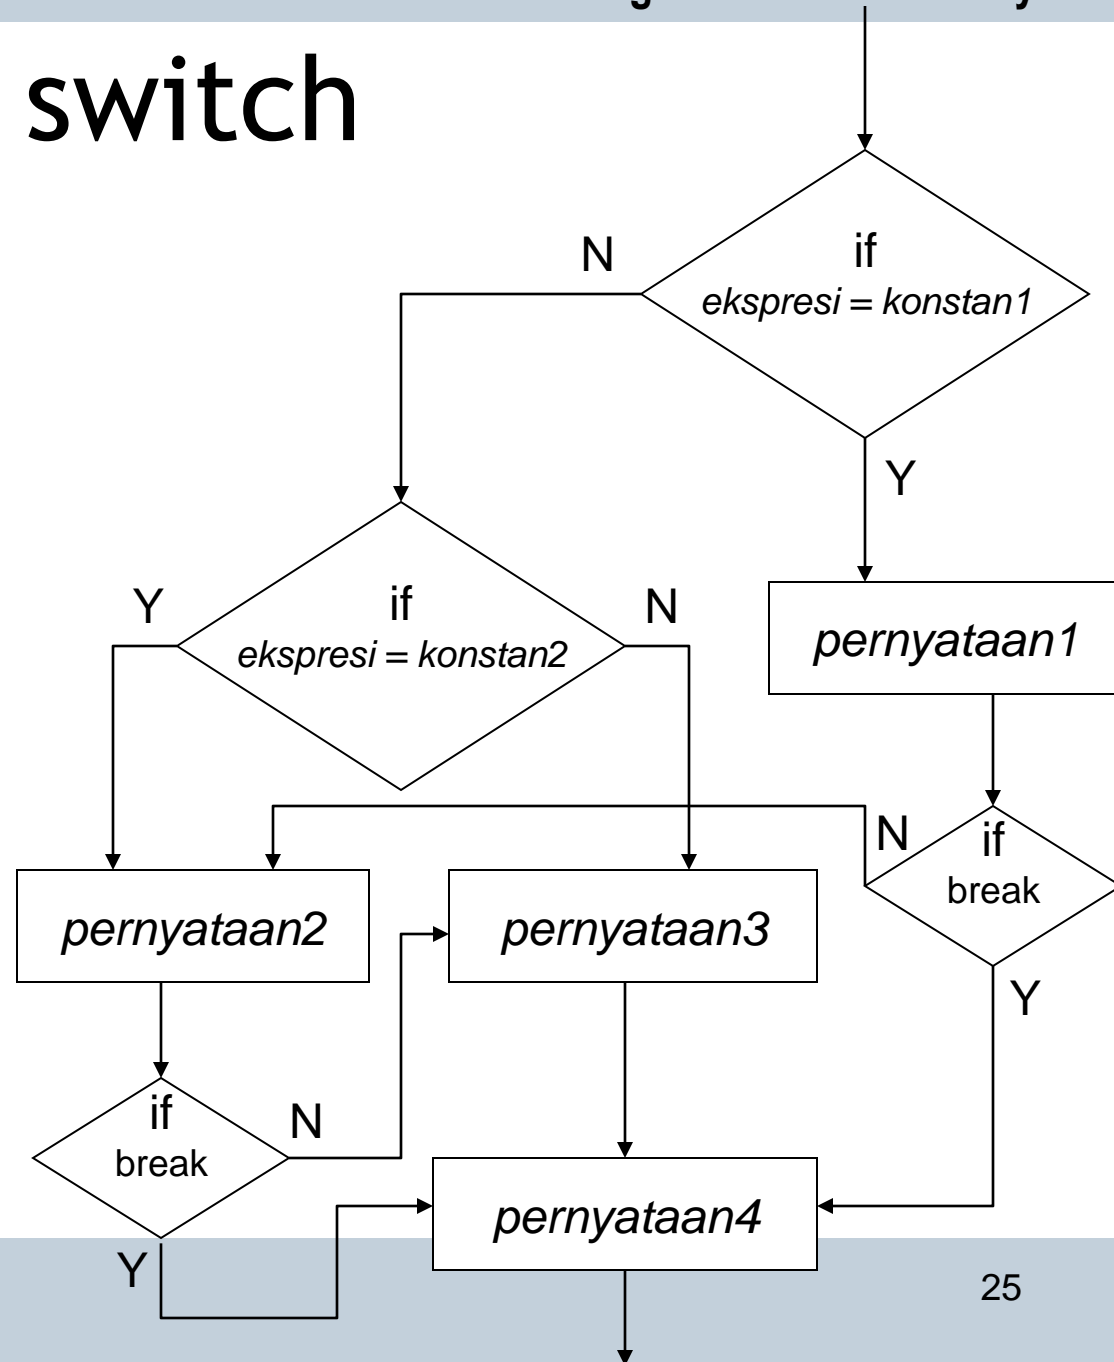 switch
N
if
ekspresi = konstan1
Y
Y
if
N
ekspresi = konstan2
pernyataan1
N
if
break
pernyataan2
pernyataan3
Y
if
N
break
pernyataan4
Y
25